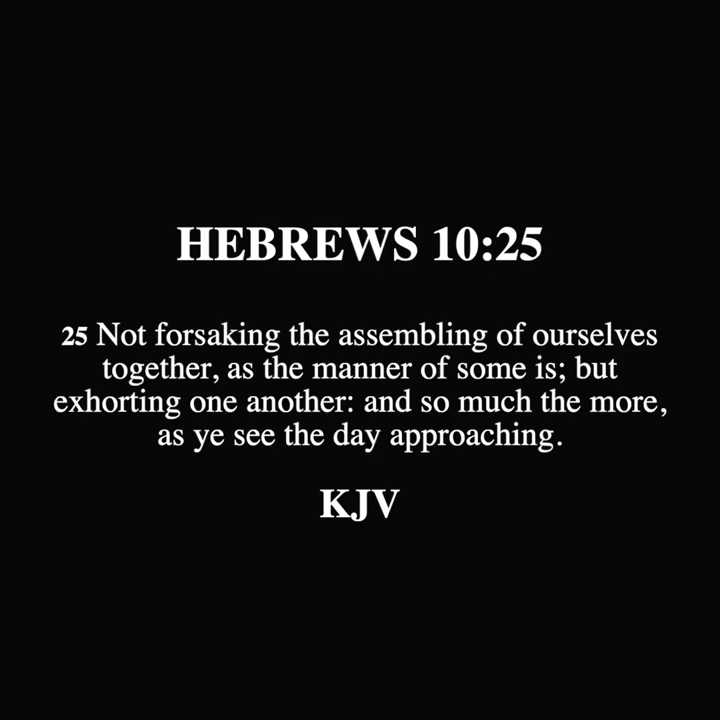 HEBREWS 10:25
25 Not forsaking the assembling of ourselves
together, as the manner of some is; but
exhorting one another: and so much the more,
as ye see the day approaching.
KJV